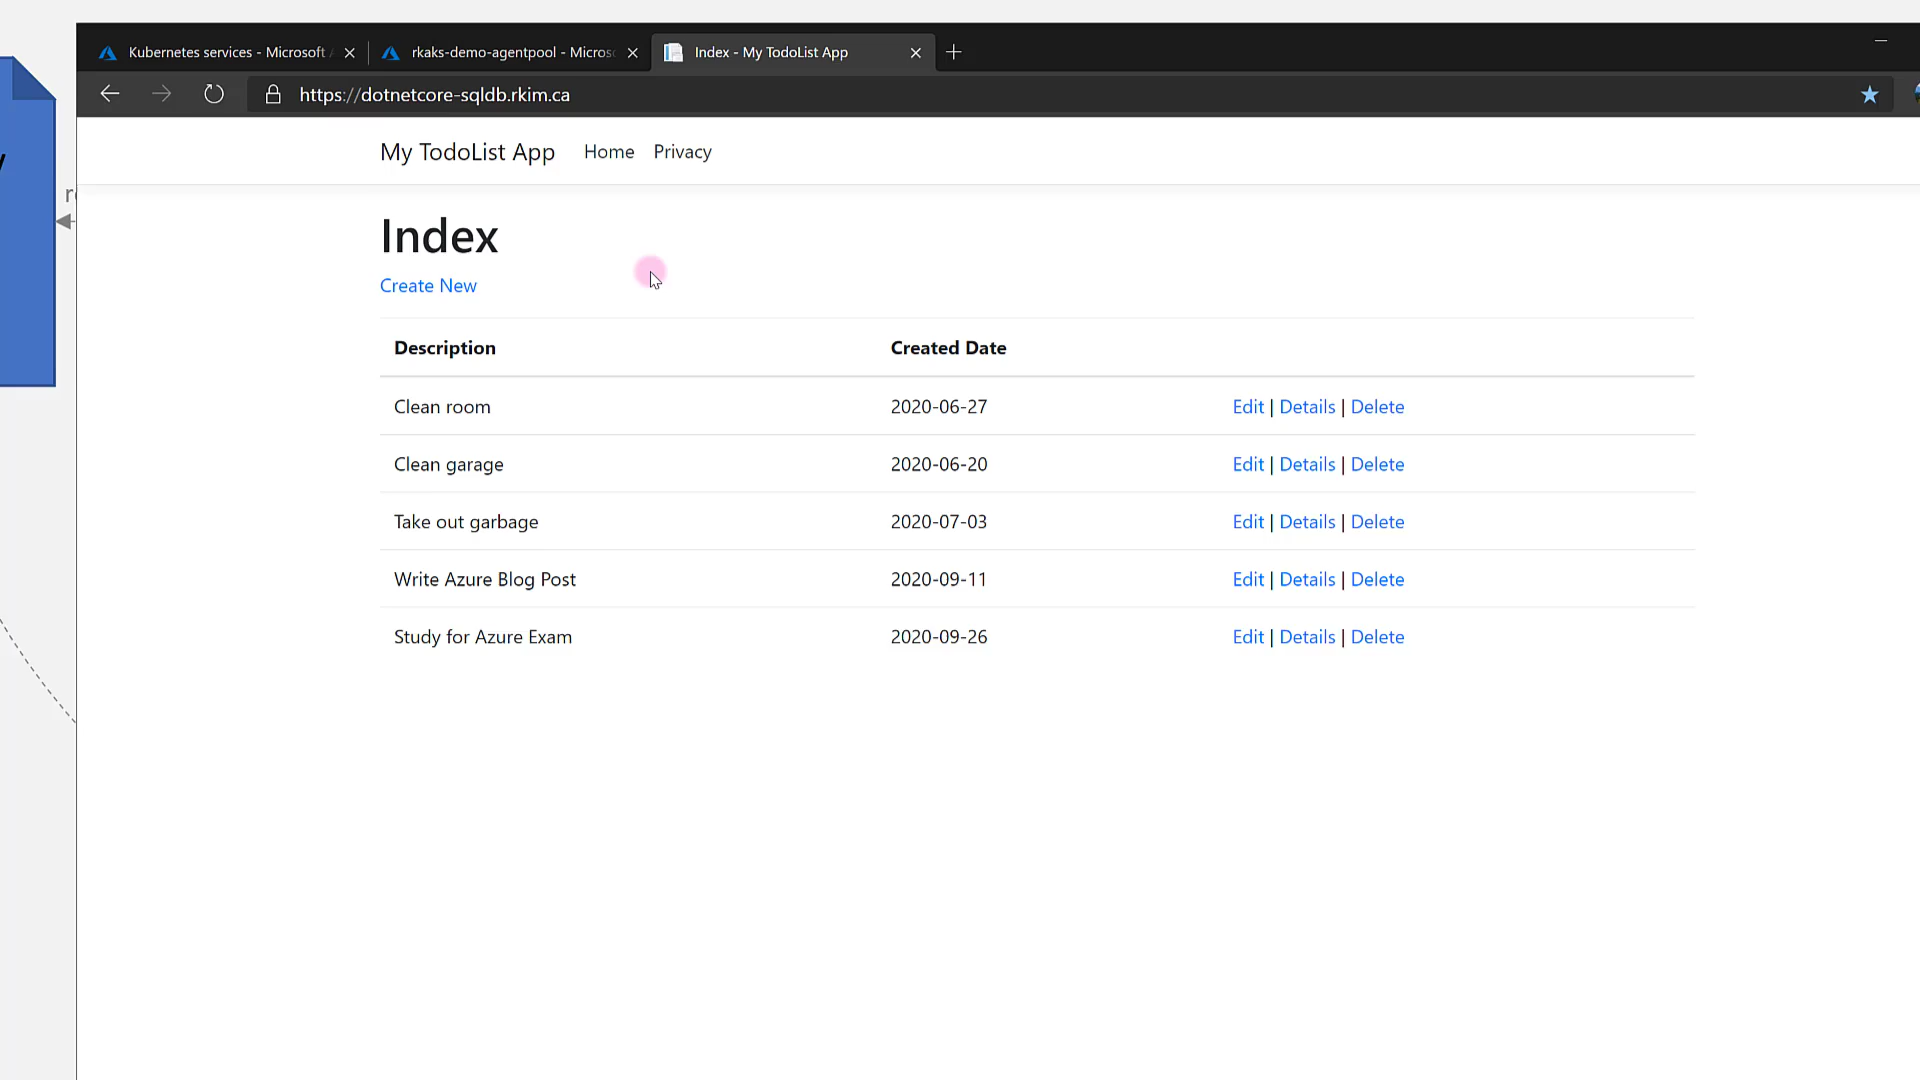 Kubernetes services - Microsoft
rkaks-demo-agentpool - Micros
Index - My TodoList App
https://dotnetcore-sqldb.rkim.ca
My TodoList App Home Privacy
Index
Create New
Description Created Date
Clean room 2020-06-27 Edit | Details | Delete
Clean garage 2020-06-20 Edit | Details | Delete
Take out garbage 2020-07-03 Edit | Details | Delete
Write Azure Blog Post 2020-09-11 Edit | Details | Delete
Study for Azure Exam 2020-09-26 Edit | Details | Delete